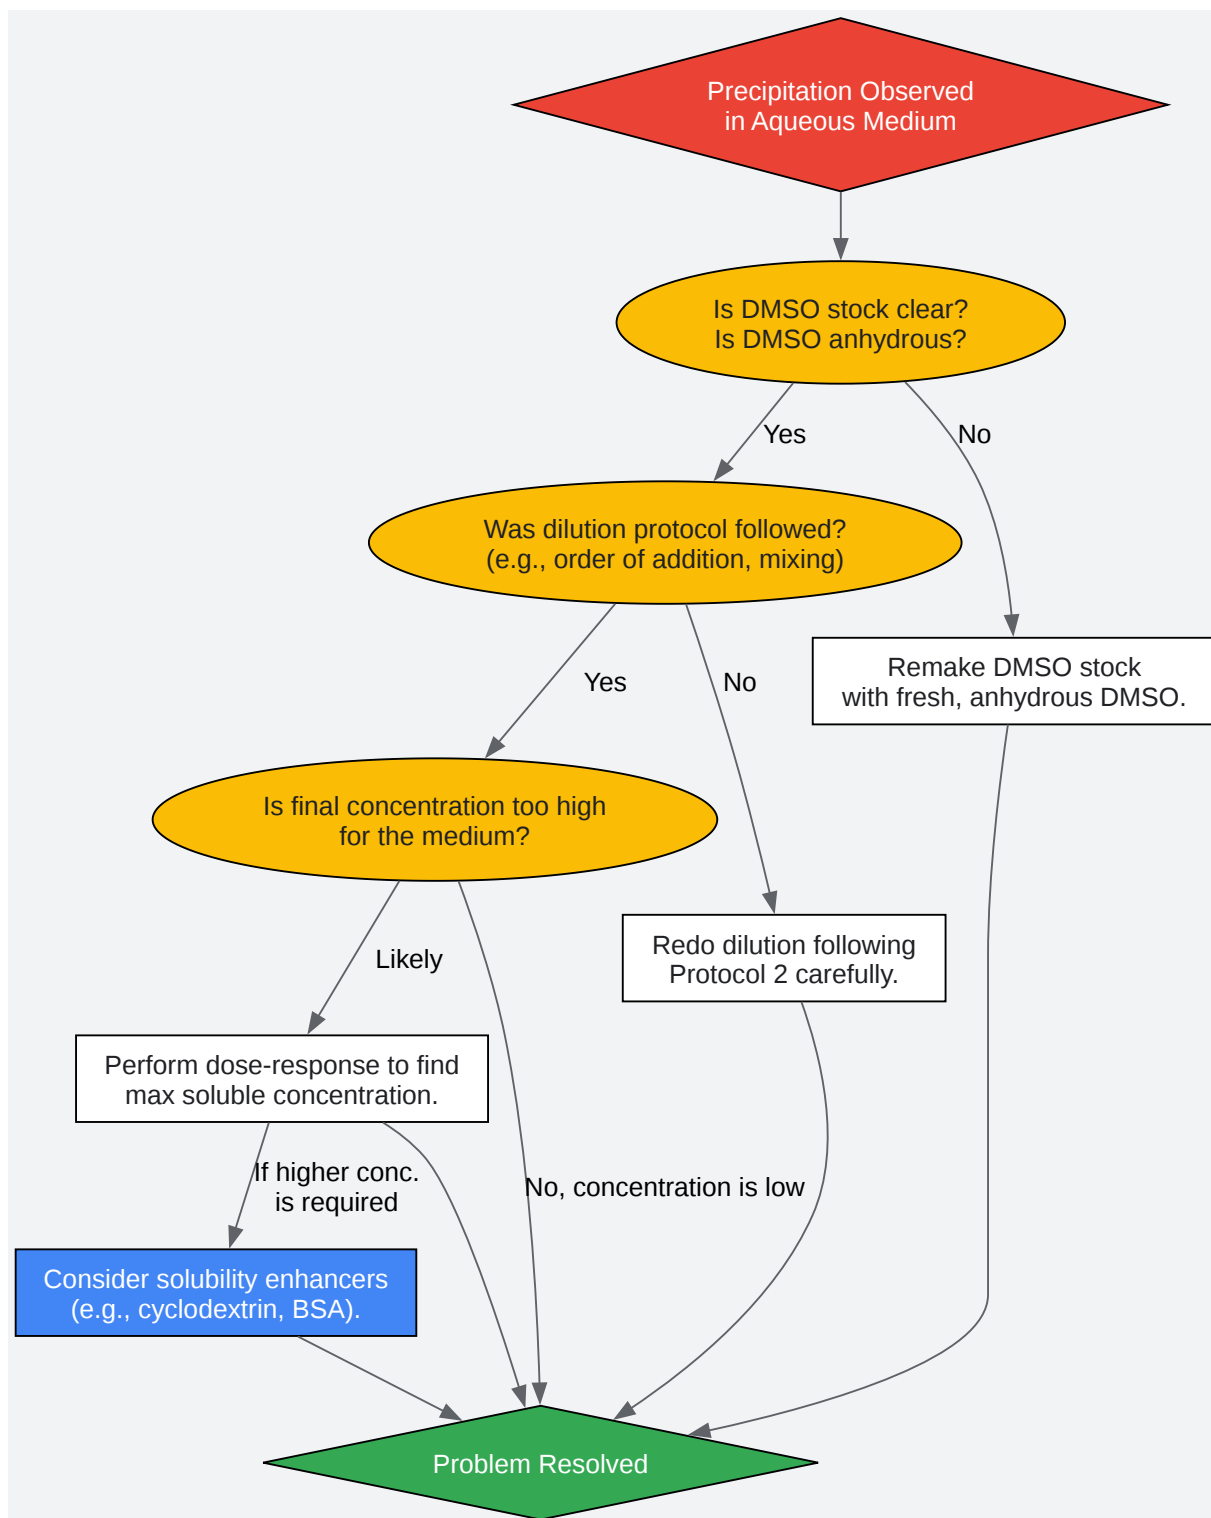 Precipitation Observed
in Aqueous Medium
Is DMSO stock clear?
Is DMSO anhydrous?
Yes
No
Was dilution protocol followed?
(e.g., order of addition, mixing)
Yes
No
Remake DMSO stock
with fresh, anhydrous DMSO.
Is final concentration too high
for the medium?
Likely
Redo dilution following
Protocol 2 carefully.
Perform dose-response to find
max soluble concentration.
If higher conc.
is required
No, concentration is low
Consider solubility enhancers
(e.g., cyclodextrin, BSA).
Problem Resolved